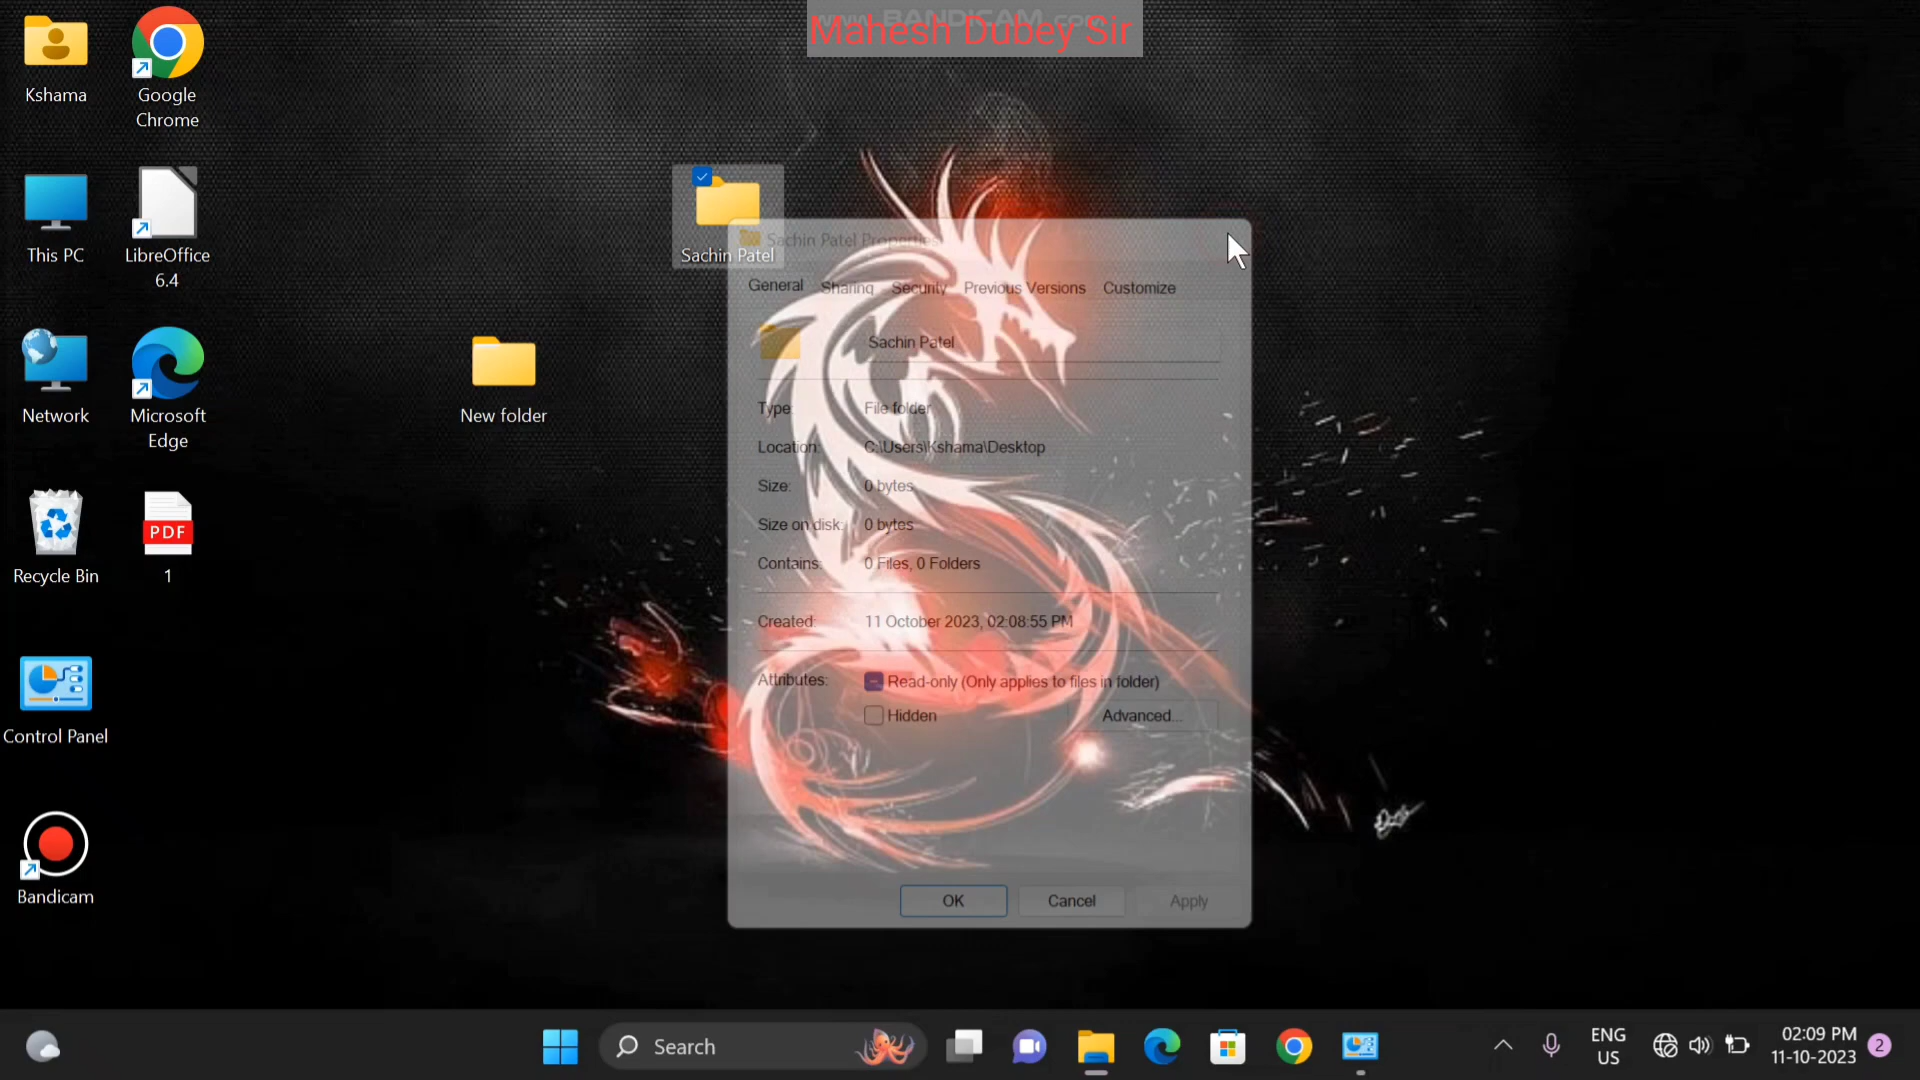 www.BANDICAM.com
Mahesh Dubey Sir
Kshama
Google
Chrome
This PC
LibreOffice
6.4
Network
Microsoft
Edge
Recycle Bin
PDF
1
Control Panel
Bandicam
New folder
Sachin Patel
Sachin Patel Properties
General
Sharing
Security
Previous Versions
Customize
Sachin Patel
Type:
File folder
Location:
C:\Users\Kshama\Desktop
Size:
0 bytes
Size on disk:
0 bytes
Contains:
0 Files, 0 Folders
Created:
11 October 2023, 02:08:55 PM
Attributes:
Read-only (Only applies to files in folder)
Hidden
Advanced...
OK
Cancel
Apply
Search
ENG
US
02:09 PM
11-10-2023
2